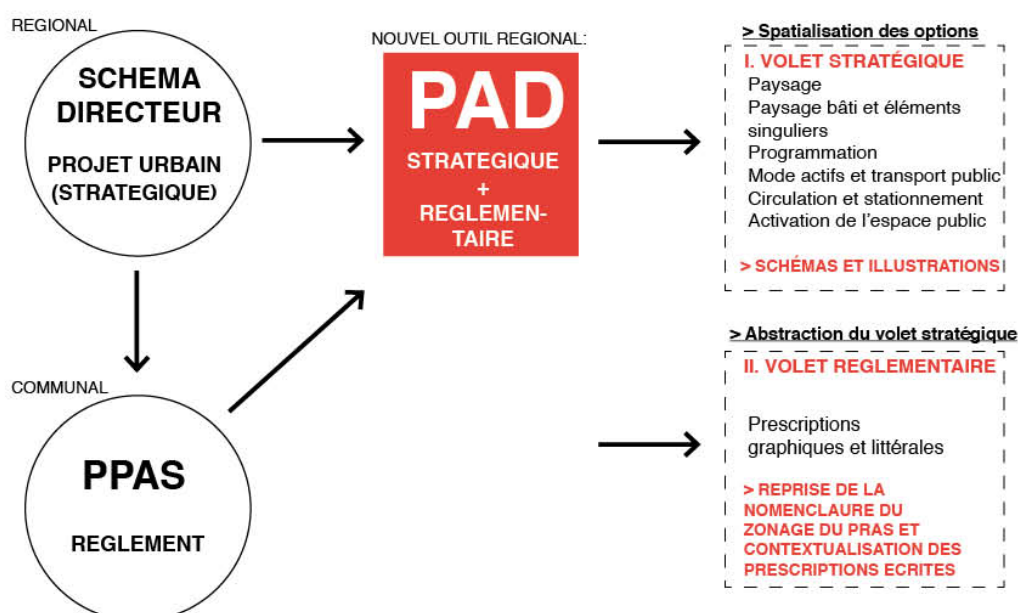 REGIONAL
SCHEMA
DIRECTEUR
PROJET URBAIN
(STRATEGIQUE)
NOUVEL OUTIL REGIONAL:
PAD
STRATEGIQUE
+
REGLEMEN-
TAIRE
> Spatialisation des options
I. VOLET STRATÉGIQUE
Paysage
Paysage bâti et éléments
singuliers
Programmation
Mode actifs et transport public
Circulation et stationnement
Activation de l'espace public
> SCHÉMAS ET ILLUSTRATIONS
COMMUNAL
PPAS
REGLEMENT
> Abstraction du volet stratégique
II. VOLET REGLEMENTAIRE
Prescriptions
graphiques et littérales
> REPRISE DE LA
NOMENCLAURE DU
ZONAGE DU PRAS ET
CONTEXTUALISATION DES
PRESCRIPTIONS ECRITES